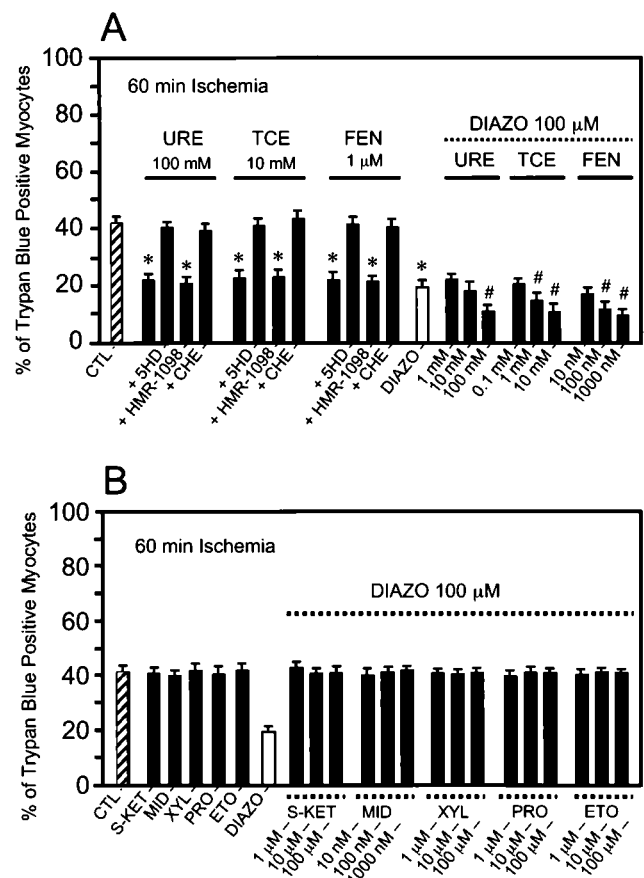 A
% of Trypan Blue Positive Myocytes
100
80
60
40
20
0
60 min Ischemia
URE TCE FEN
100 mM 10 mM 1 µM
DIAZO 100 µM
URE TCE FEN
* * * * * * *
# # # # #
CTL
+ 5HD
+ HMR-1098
+ CHE
+ 5HD
+ HMR-1098
+ CHE
+ 5HD
+ HMR-1098
+ CHE
DIAZO
1 mM
10 mM
100 mM
0.1 mM
1 mM
10 mM
10 nM
100 nM
1000 nM
B
% of Trypan Blue Positive Myocytes
100
80
60
40
20
0
60 min Ischemia
DIAZO 100 µM
CTL
S-KET
MID
XYL
PRO
ETO
DIAZO
S-KET MID XYL PRO ETO
1 µM
10 µM
100 µM
10 nM
100 nM
1000 nM
1 µM
10 µM
100 µM
1 µM
10 µM
100 µM
1 µM
10 µM
100 µM